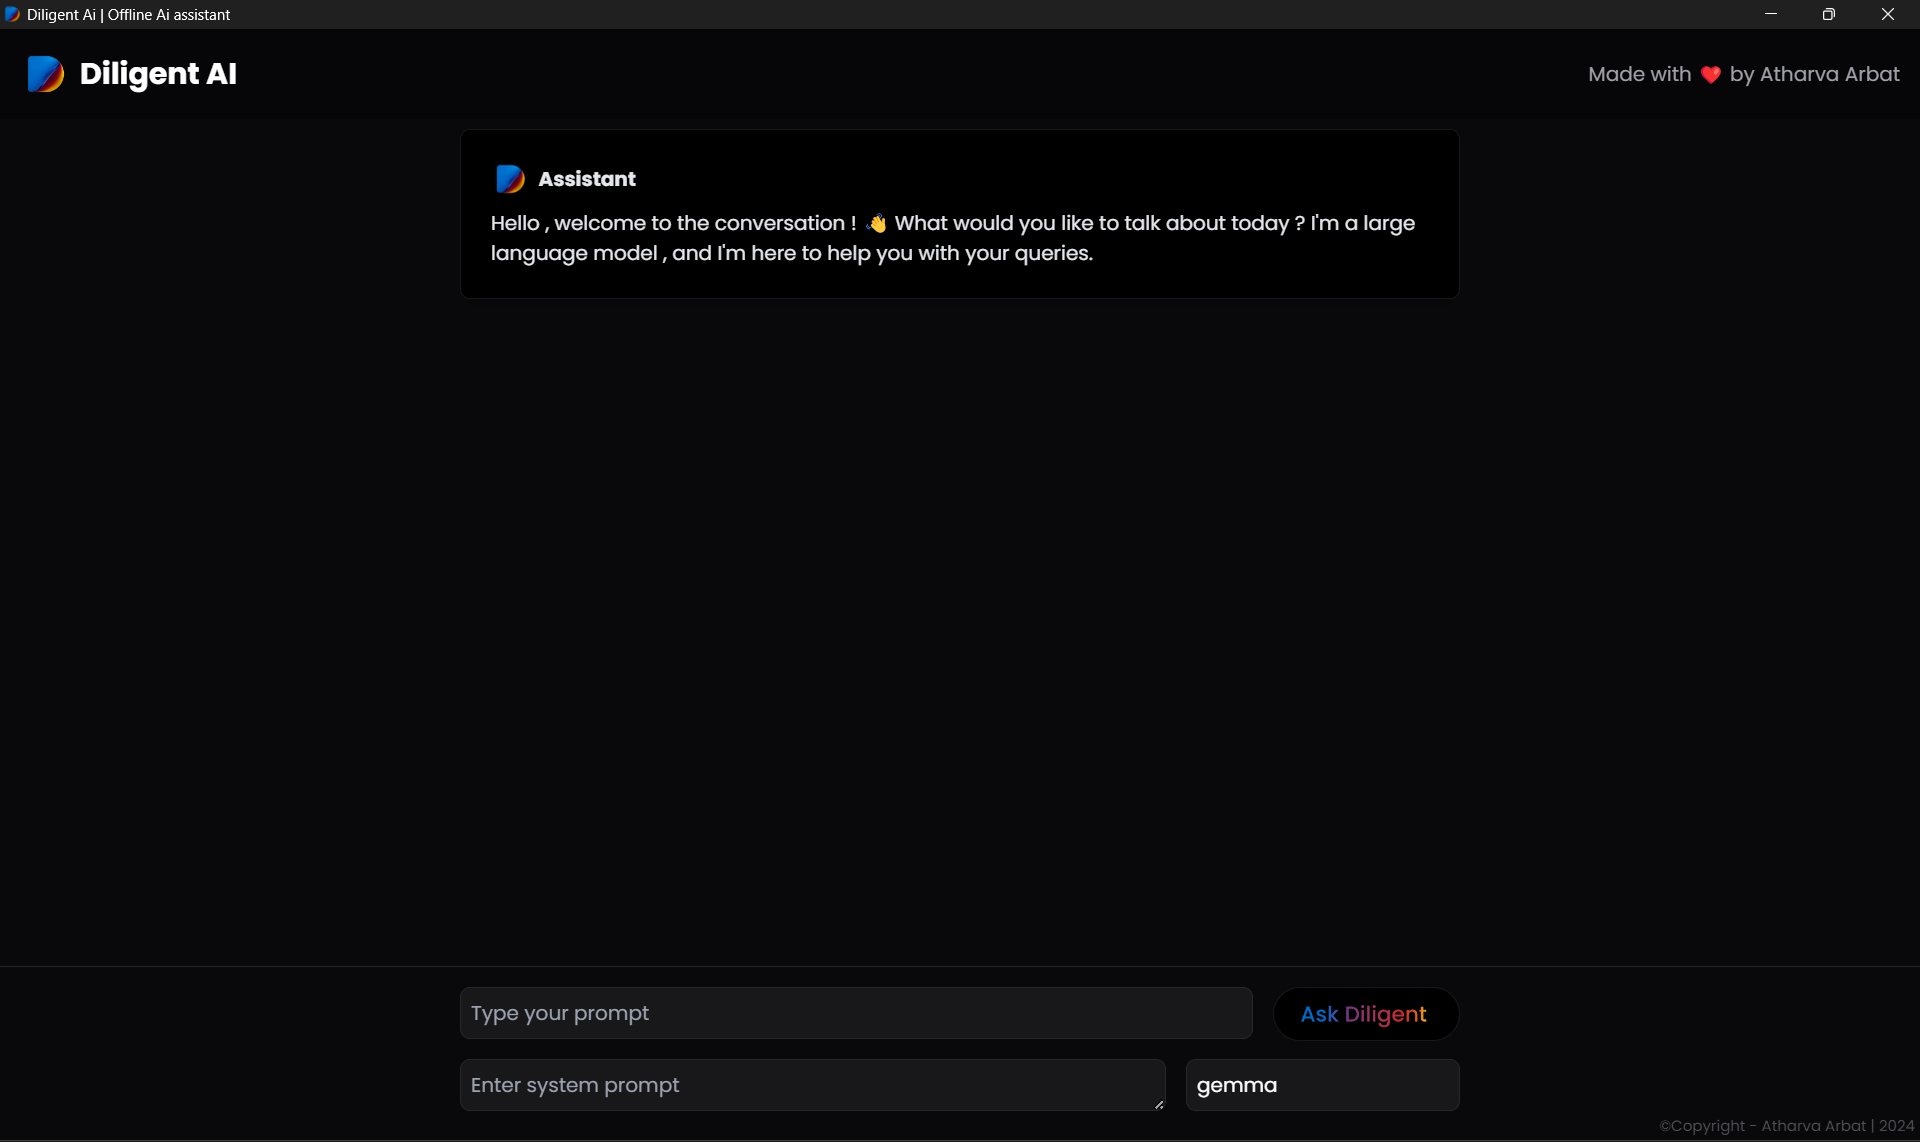 Diligent Ai | Offline Ai assistant
Diligent AI
Made with ❤️ by Atharva Arbat
Assistant
Hello , welcome to the conversation ! 👋 What would you like to talk about today ? I'm a large
language model , and I'm here to help you with your queries.
Type your prompt
Ask Diligent
Enter system prompt
gemma
©Copyright - Atharva Arbat | 2024